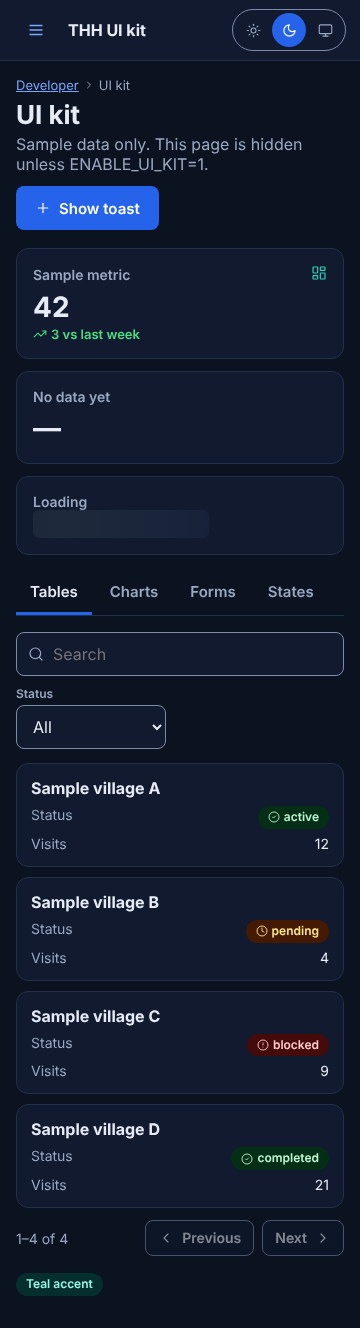 THH UI kit
Developer > UI kit
UI kit
Sample data only. This page is hidden
unless ENABLE_UI_KIT=1.
+ Show toast
Sample metric
42
3 vs last week
No data yet
—
Loading
Tables Charts Forms States
Search
Status
All
Sample village A
Status active
Visits 12
Sample village B
Status pending
Visits 4
Sample village C
Status blocked
Visits 9
Sample village D
Status completed
Visits 21
1–4 of 4 Previous Next
Teal accent